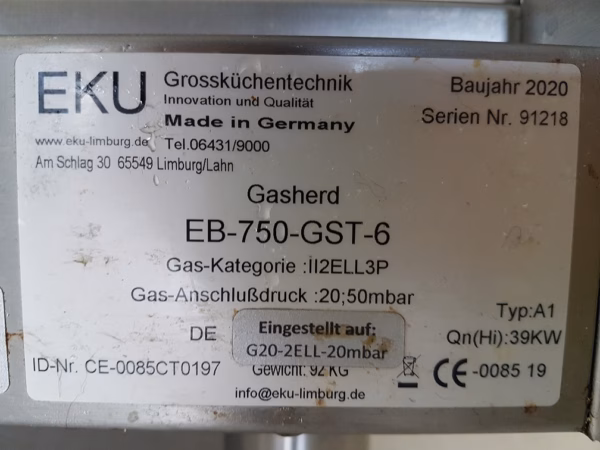 EKU
Grossküchentechnik
Innovation und Qualität
Made in Germany
www.eku-limburg.de Tel.06431/9000
Am Schlag 30 65549 Limburg/Lahn
Baujahr 2020
Serien Nr. 91218
Gasherd
EB-750-GST-6
Gas-Kategorie :II2ELL3P
Gas-Anschlußdruck :20;50mbar
Typ:A1
DE
Eingestellt auf:
G20-2ELL-20mbar
Qn(Hi):39KW
ID-Nr. CE-0085CT0197
Gewicht: 92 KG
CE-0085 19
info@eku-limburg.de